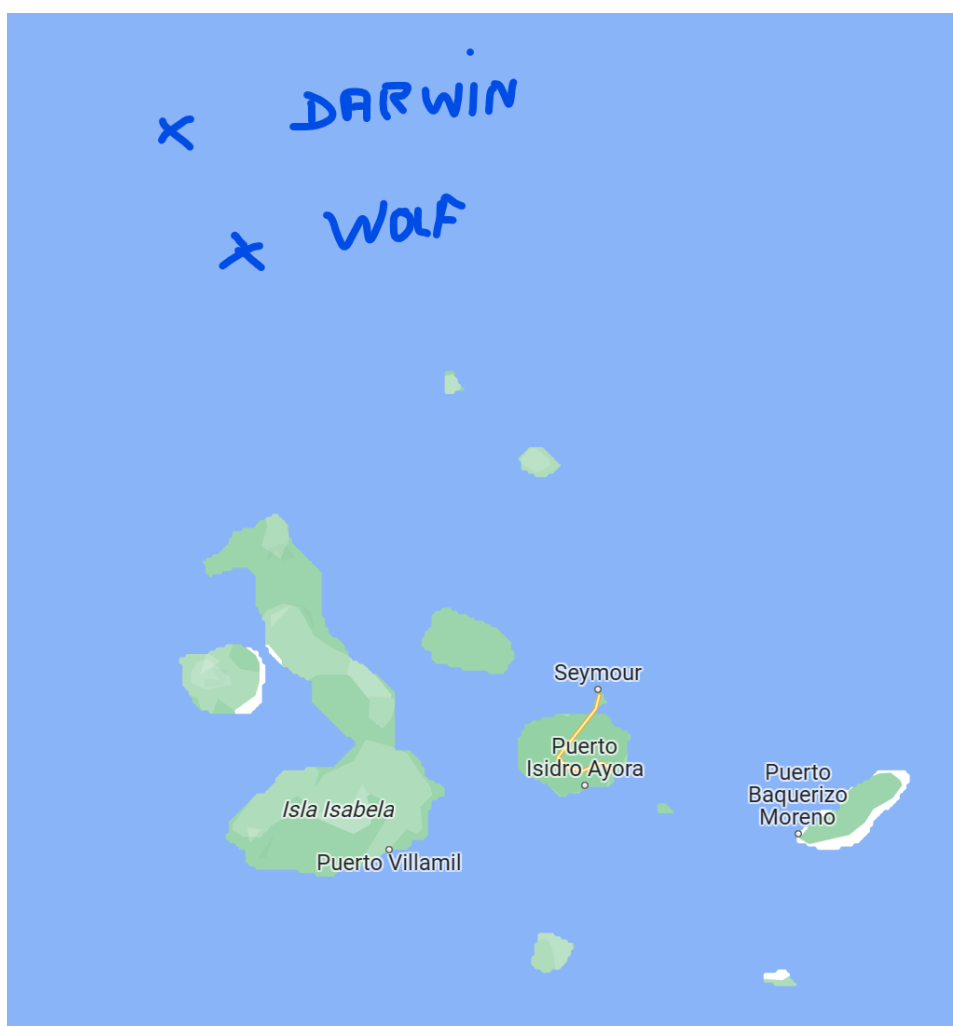 DARWIN
WOLF
Seymour
Puerto
Isidro Ayora
Puerto
Baquerizo
Moreno
Isla Isabela
Puerto Villamil